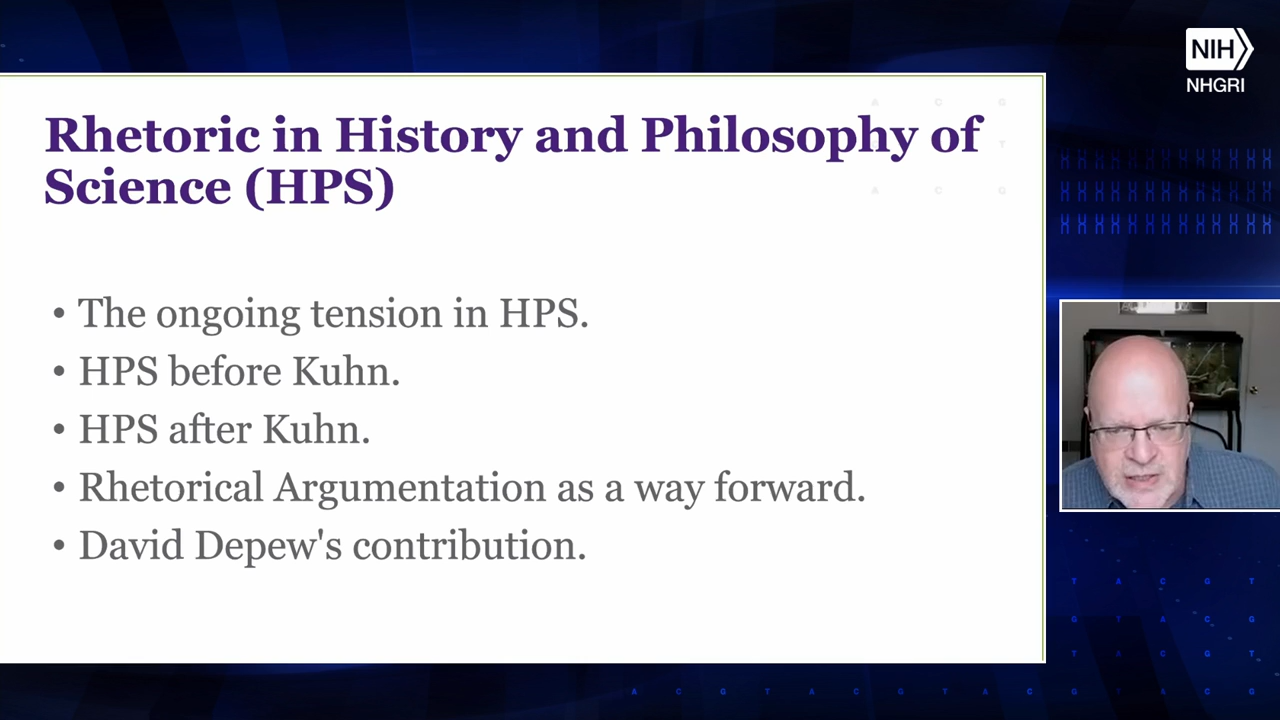 NIH
NHGRI
Rhetoric in History and Philosophy of
Science (HPS)
A C G
T
A C G
• The ongoing tension in HPS.
• HPS before Kuhn.
• HPS after Kuhn.
• Rhetorical Argumentation as a way forward.
• David Depew's contribution.
T A C G T
G T A C G
T A C G T
A C G T A C G T A C G T A C G